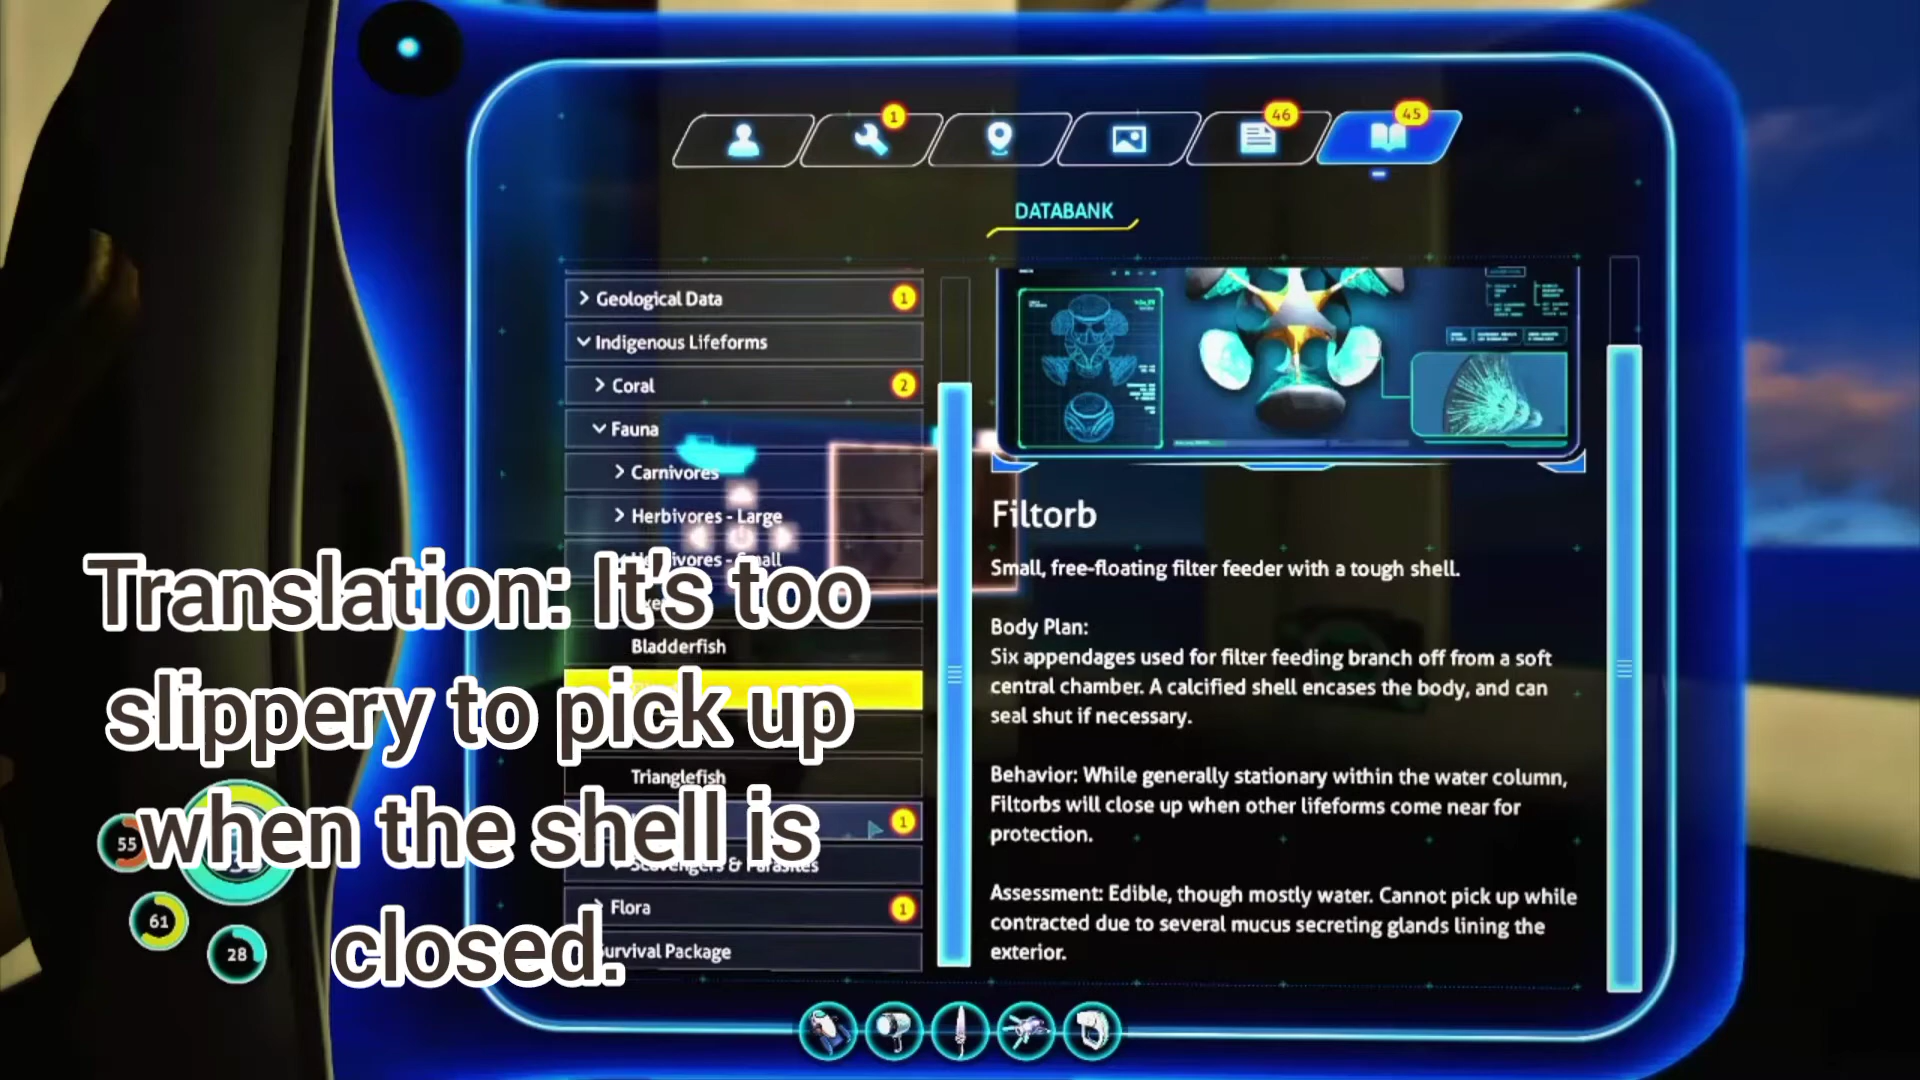 1
46
45
DATABANK
Geological Data
1
Indigenous Lifeforms
Coral
2
Fauna
Carnivores
Herbivores - Large
Bladderfish
Trianglefish
1
Scavengers & Parasites
Flora
1
Survival Package
Filtorb
Small, free-floating filter feeder with a tough shell.
Body Plan:
Six appendages used for filter feeding branch off from a soft
central chamber. A calcified shell encases the body, and can
seal shut if necessary.
Behavior: While generally stationary within the water column,
Filtorbs will close up when other lifeforms come near for
protection.
Assessment: Edible, though mostly water. Cannot pick up while
contracted due to several mucus secreting glands lining the
exterior.
Translation: It's too
slippery to pick up
when the shell is
closed.
55
61
28